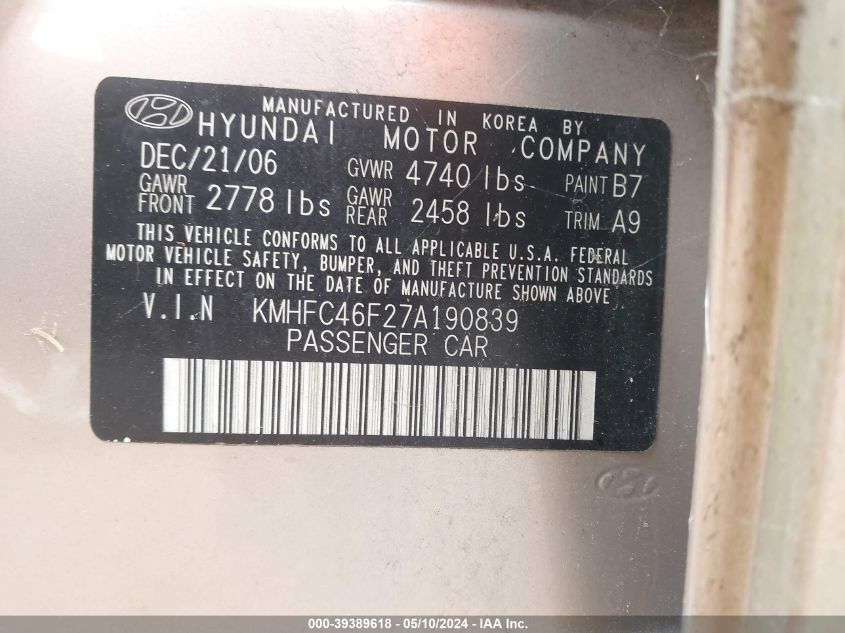 MANUFACTURED IN KOREA BY
HYUNDAI MOTOR COMPANY
DEC/21/06 GVWR 4740 lbs PAINT B7
GAWR FRONT 2778 lbs GAWR REAR 2458 lbs TRIM A9
THIS VEHICLE CONFORMS TO ALL APPLICABLE U.S.A. FEDERAL
MOTOR VEHICLE SAFETY, BUMPER, AND THEFT PREVENTION STANDARDS
IN EFFECT ON THE DATE OF MANUFACTURE SHOWN ABOVE
V.I.N KMHFC46F27A190839
PASSENGER CAR
000-39389618 - 05/10/2024 - IAA Inc.